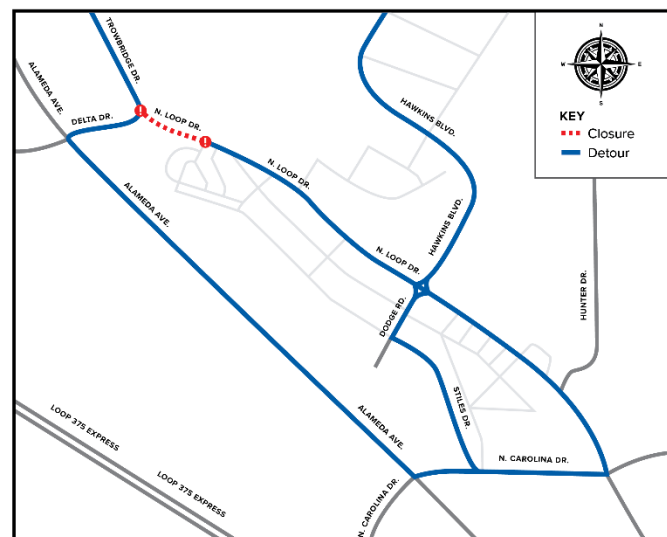 TROWBRIDGE DR.
ALAMEDA AVE.
DELTA DR.
N. LOOP DR.
HAWKINS BLVD.
N
W
E
S
KEY
Closure
Detour
N. LOOP DR.
ALAMEDA AVE.
HAWKINS BLVD.
N. LOOP DR.
HUNTER DR.
DODGE RD.
STILES DR.
ALAMEDA AVE.
LOOP 375 EXPRESS
LOOP 375 EXPRESS
N. CAROLINA DR.
N. CAROLINA DR.